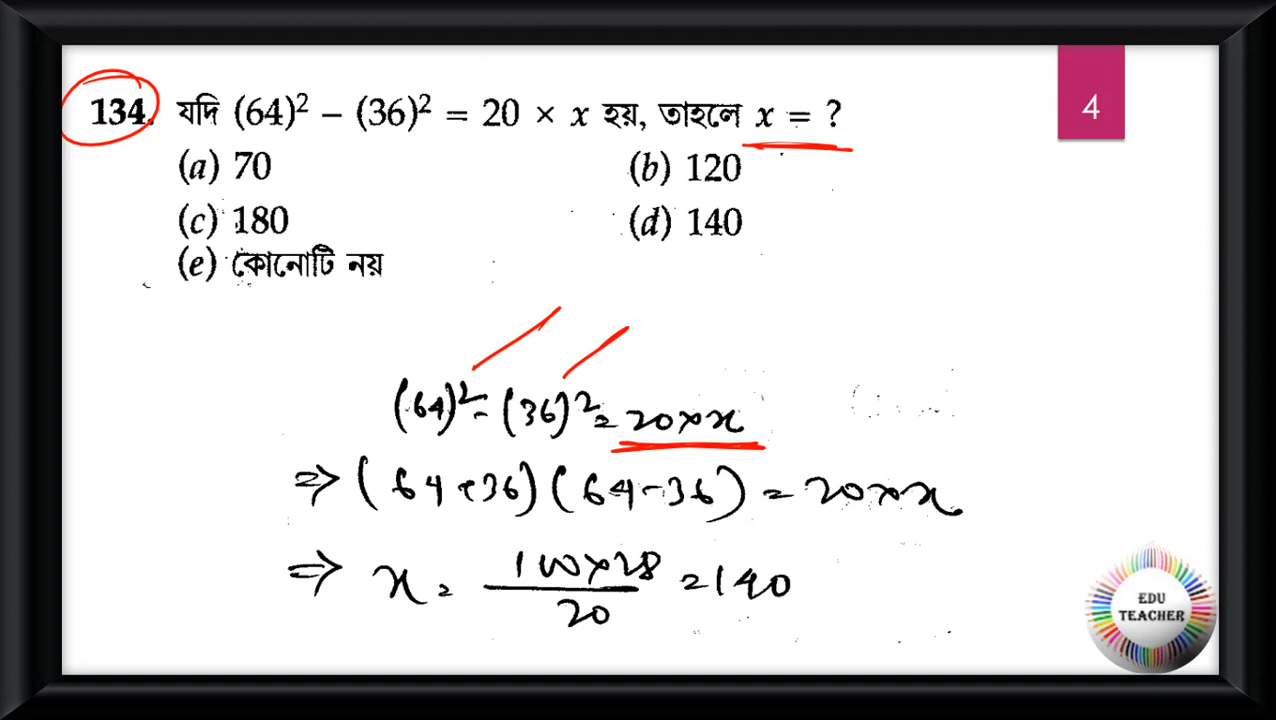 4
134. যদি (64)² − (36)² = 20 × x হয়, তাহলে x = ?
(a) 70 (b) 120
(c) 180 (d) 140
(e) কোনোটি নয়
(64)² - (36)² = 20 × x
⇒ (64+36) (64-36) = 20 × x
⇒ x = 100×28/20 = 140
EDU
TEACHER